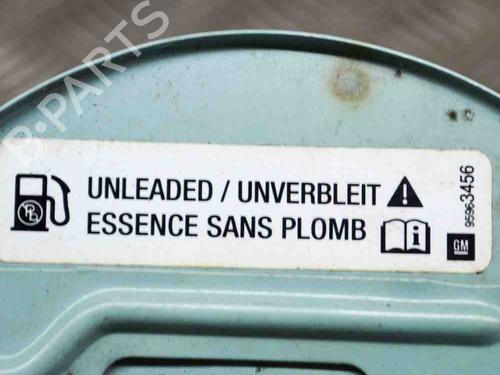 B-PARTS
UNLEADED / UNVERBLEIT
ESSENCE SANS PLOMB
95963456
GM